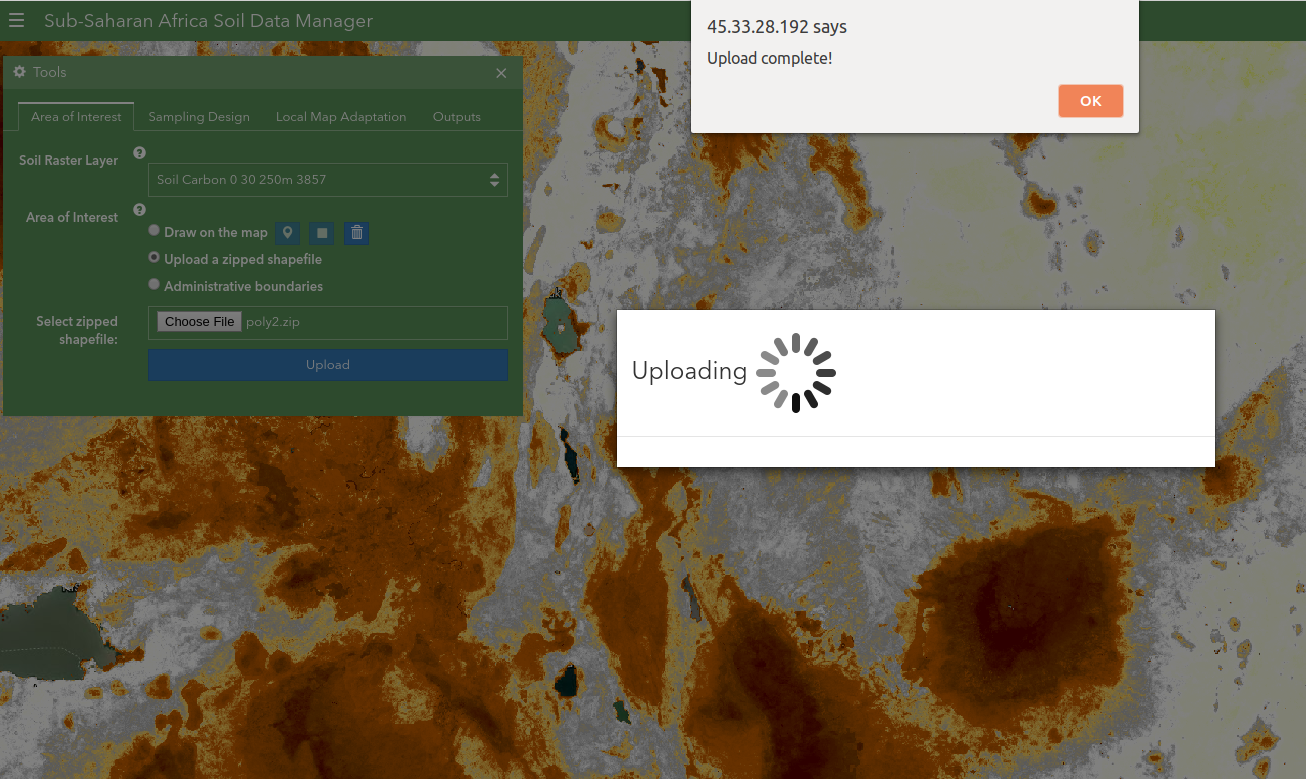 Sub-Saharan Africa Soil Data Manager
45.33.28.192 says
Upload complete!
OK
Tools
Area of Interest
Sampling Design
Local Map Adaptation
Outputs
Soil Raster Layer
?
Soil Carbon 0 30 250m 3857
Area of Interest
?
Draw on the map
Upload a zipped shapefile
Administrative boundaries
Select zipped
shapefile:
Choose File poly2.zip
Upload
Uploading